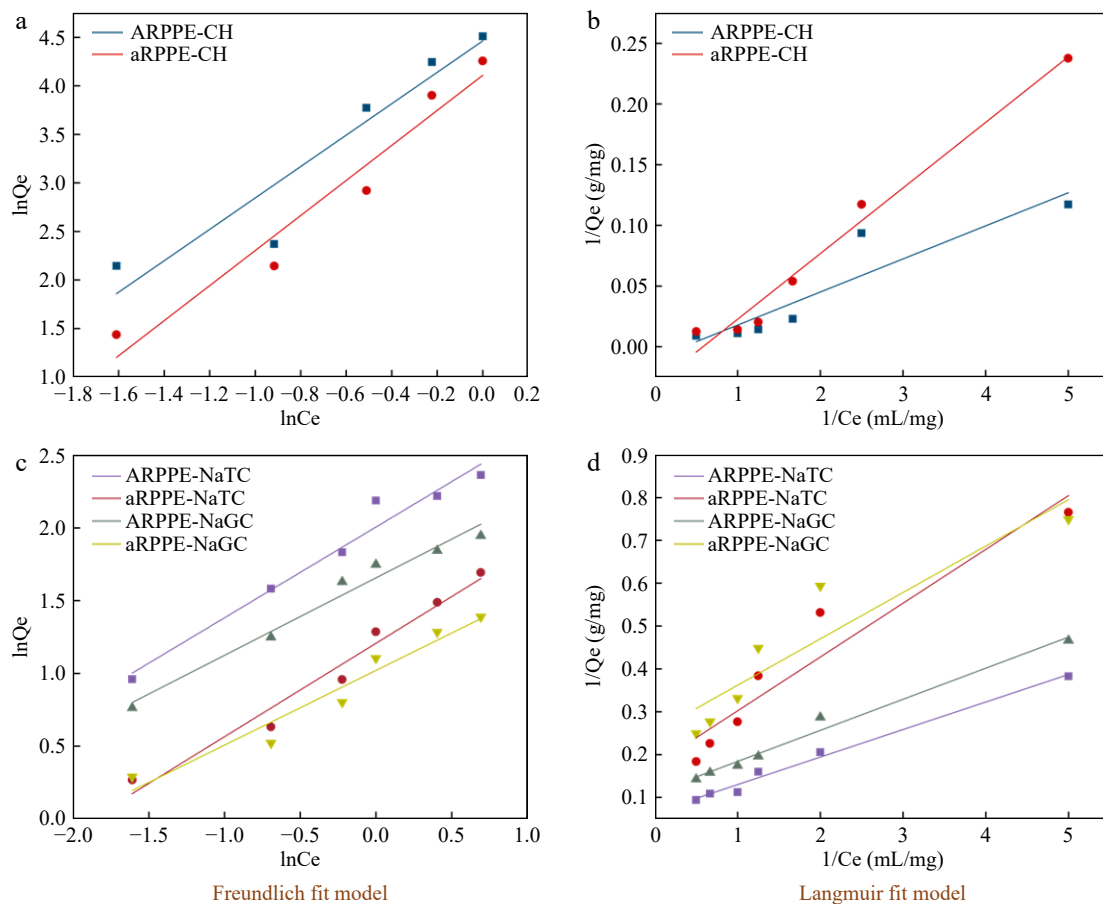 a
ARPPE-CH
aRPPE-CH
4.5
4.0
3.5
3.0
2.5
2.0
1.5
1.0
lnQe
−1.8 −1.6 −1.4 −1.2 −1.0 −0.8 −0.6 −0.4 −0.2 0.0 0.2
lnCe
b
ARPPE-CH
aRPPE-CH
0.25
0.20
0.15
0.10
0.05
0.00
1/Qe (g/mg)
0 1 2 3 4 5
1/Ce (mL/mg)
c
ARPPE-NaTC
aRPPE-NaTC
ARPPE-NaGC
aRPPE-NaGC
2.5
2.0
1.5
1.0
0.5
0.0
lnQe
−2.0 −1.5 −1.0 −0.5 0.0 0.5 1.0
lnCe
Freundlich fit model
d
ARPPE-NaTC
aRPPE-NaTC
ARPPE-NaGC
aRPPE-NaGC
0.9
0.8
0.7
0.6
0.5
0.4
0.3
0.2
0.1
1/Qe (g/mg)
0 1 2 3 4 5
1/Ce (mL/mg)
Langmuir fit model